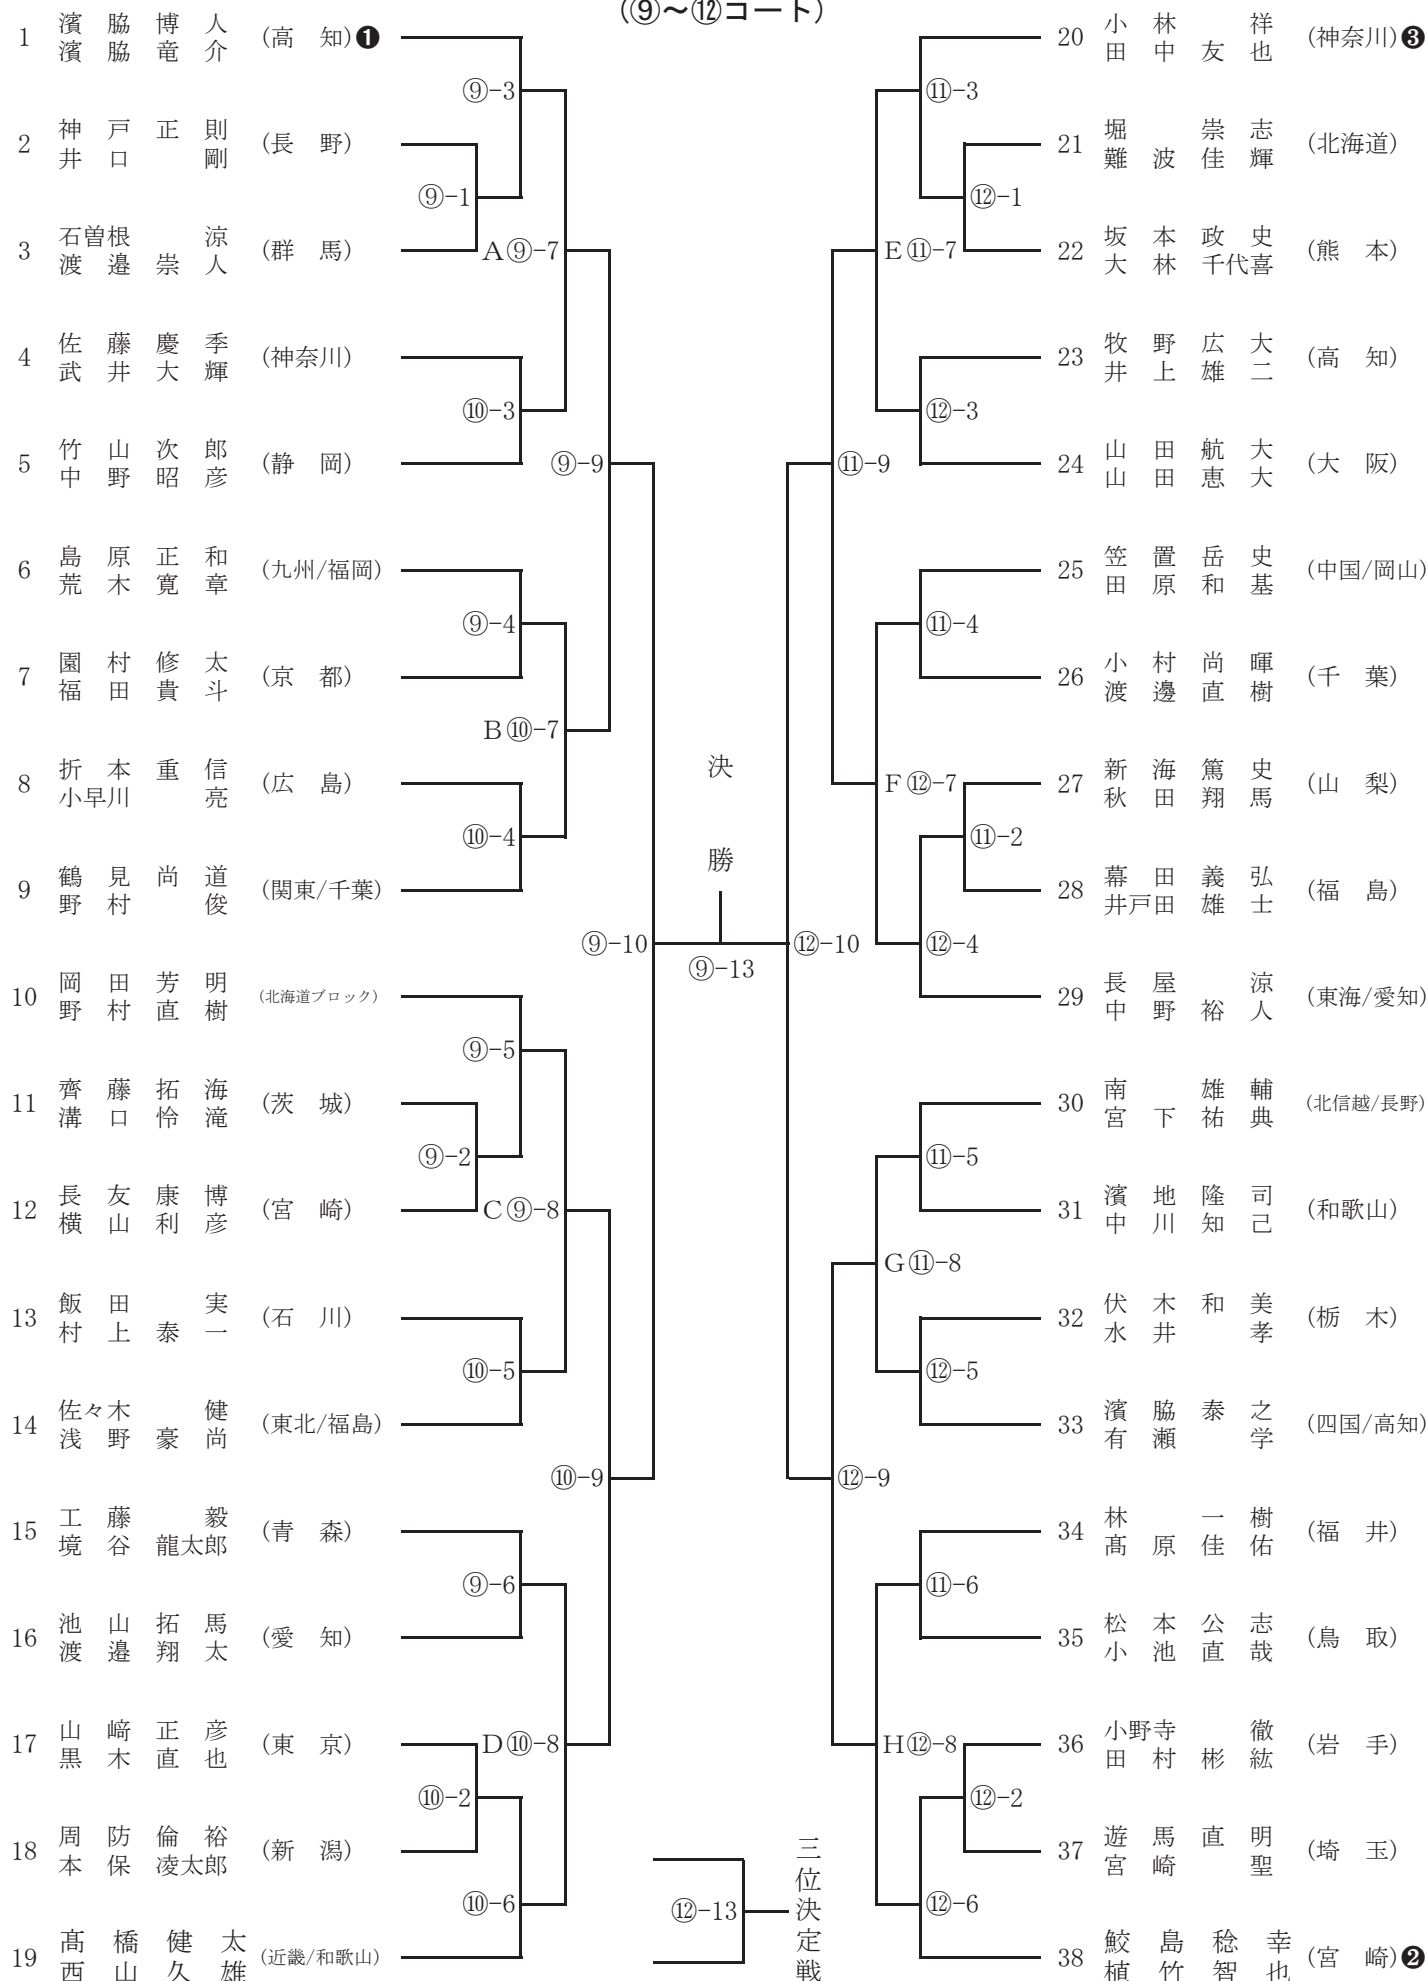 (⑨～⑫コート)
1 濱脇博人 (高知)❶
濱脇竜介
2 神戸正則 (長野)
井口剛
3 石曽根涼 (群馬)
渡邉崇人
4 佐藤慶季 (神奈川)
武井大輝
5 竹山次郎 (静岡)
中野昭彦
6 島原正和 (九州/福岡)
荒木寛章
7 園村修太 (京都)
福田貴斗
8 折本重信 (広島)
小早川亮
9 鶴見尚道 (関東/千葉)
野村俊
10 岡田芳明 (北海道ブロック)
野村直樹
11 齊藤拓海 (茨城)
溝口怜滝
12 長友康博 (宮崎)
横山利彦
13 飯田実 (石川)
村上泰一
14 佐々木健 (東北/福島)
浅野豪尚
15 工藤毅 (青森)
境谷龍太郎
16 池山拓馬 (愛知)
渡邉翔太
17 山﨑正彦 (東京)
黒木直也
18 周防倫裕 (新潟)
本保凌太郎
19 髙橋健太 (近畿/和歌山)
西山久雄
⑨-3
⑨-1
A⑨-7
⑩-3
⑨-9
⑨-4
B⑩-7
⑩-4
⑨-10
⑨-5
⑨-2
C⑨-8
⑩-5
⑩-9
⑨-6
D⑩-8
⑩-2
⑩-6
決勝
⑨-13
⑫-13
三位決定戦
⑪-3
⑫-1
E⑪-7
⑫-3
⑪-9
⑪-4
F⑫-7
⑪-2
⑫-4
⑫-10
⑪-5
G⑪-8
⑫-5
⑫-9
⑪-6
H⑫-8
⑫-2
⑫-6
20 小林祥 (神奈川)❸
田中友也
21 堀崇志 (北海道)
難波佳輝
22 坂本政史 (熊本)
大林千代喜
23 牧野広大 (高知)
井上雄二
24 山田航大 (大阪)
山田恵大
25 笠置岳史 (中国/岡山)
田原和基
26 小村尚暉 (千葉)
渡邊直樹
27 新海篤史 (山梨)
秋田翔馬
28 幕田義弘 (福島)
井戸田雄士
29 長屋涼 (東海/愛知)
中野裕人
30 南雄輔 (北信越/長野)
宮下祐典
31 濱地隆司 (和歌山)
中川知己
32 伏木和美 (栃木)
水井孝
33 濱脇泰之 (四国/高知)
有瀬学
34 林一樹 (福井)
髙原佳佑
35 松本公志 (鳥取)
小池直哉
36 小野寺徹 (岩手)
田村彬紘
37 遊馬直明 (埼玉)
宮崎聖
38 鮫島稔幸 (宮崎)❷
植竹智也